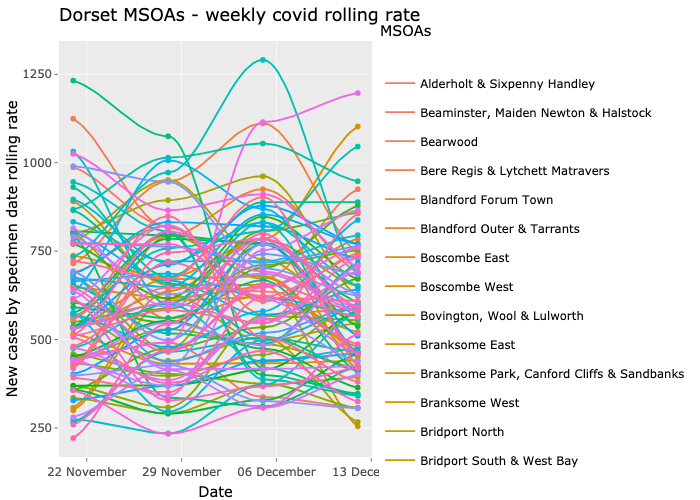 Dorset MSOAs - weekly covid rolling rate
MSOAs
New cases by specimen date rolling rate
1250
1000
750
500
250
22 November
29 November
06 December
13 Dece
Date
Alderholt & Sixpenny Handley
Beaminster, Maiden Newton & Halstock
Bearwood
Bere Regis & Lytchett Matravers
Blandford Forum Town
Blandford Outer & Tarrants
Boscombe East
Boscombe West
Bovington, Wool & Lulworth
Branksome East
Branksome Park, Canford Cliffs & Sandbanks
Branksome West
Bridport North
Bridport South & West Bay